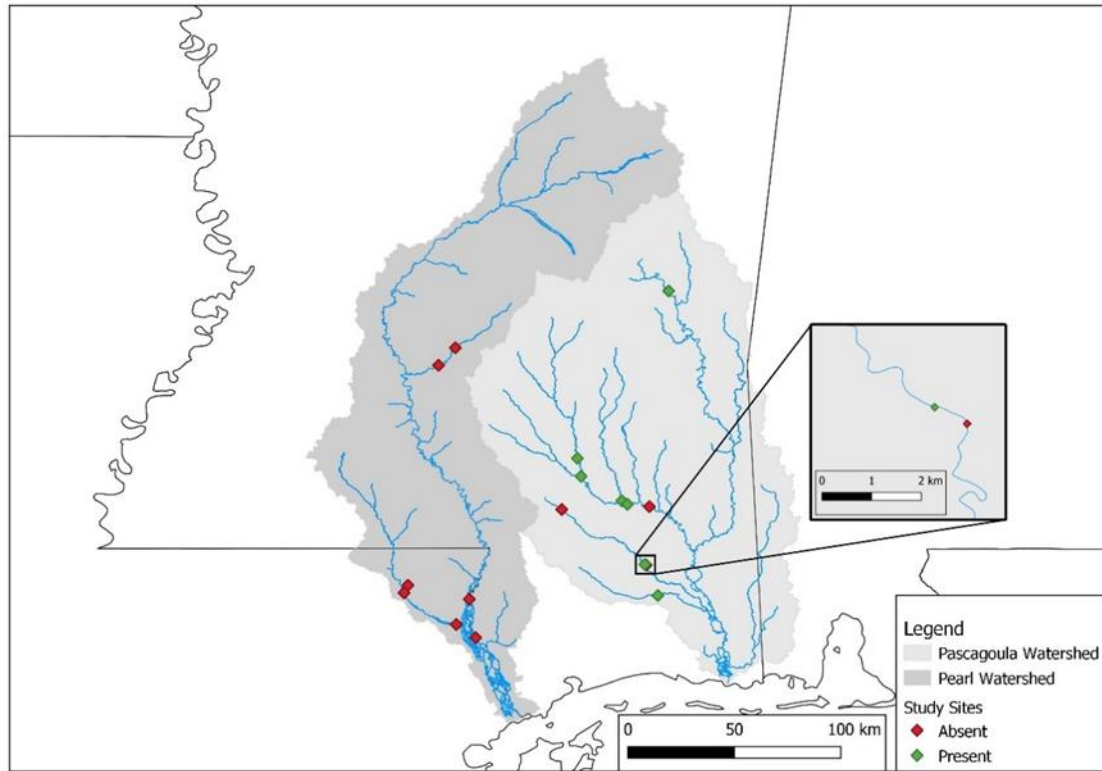 0 1 2 km
Legend
Pascagoula Watershed
Pearl Watershed
Study Sites
Absent
Present
0 50 100 km